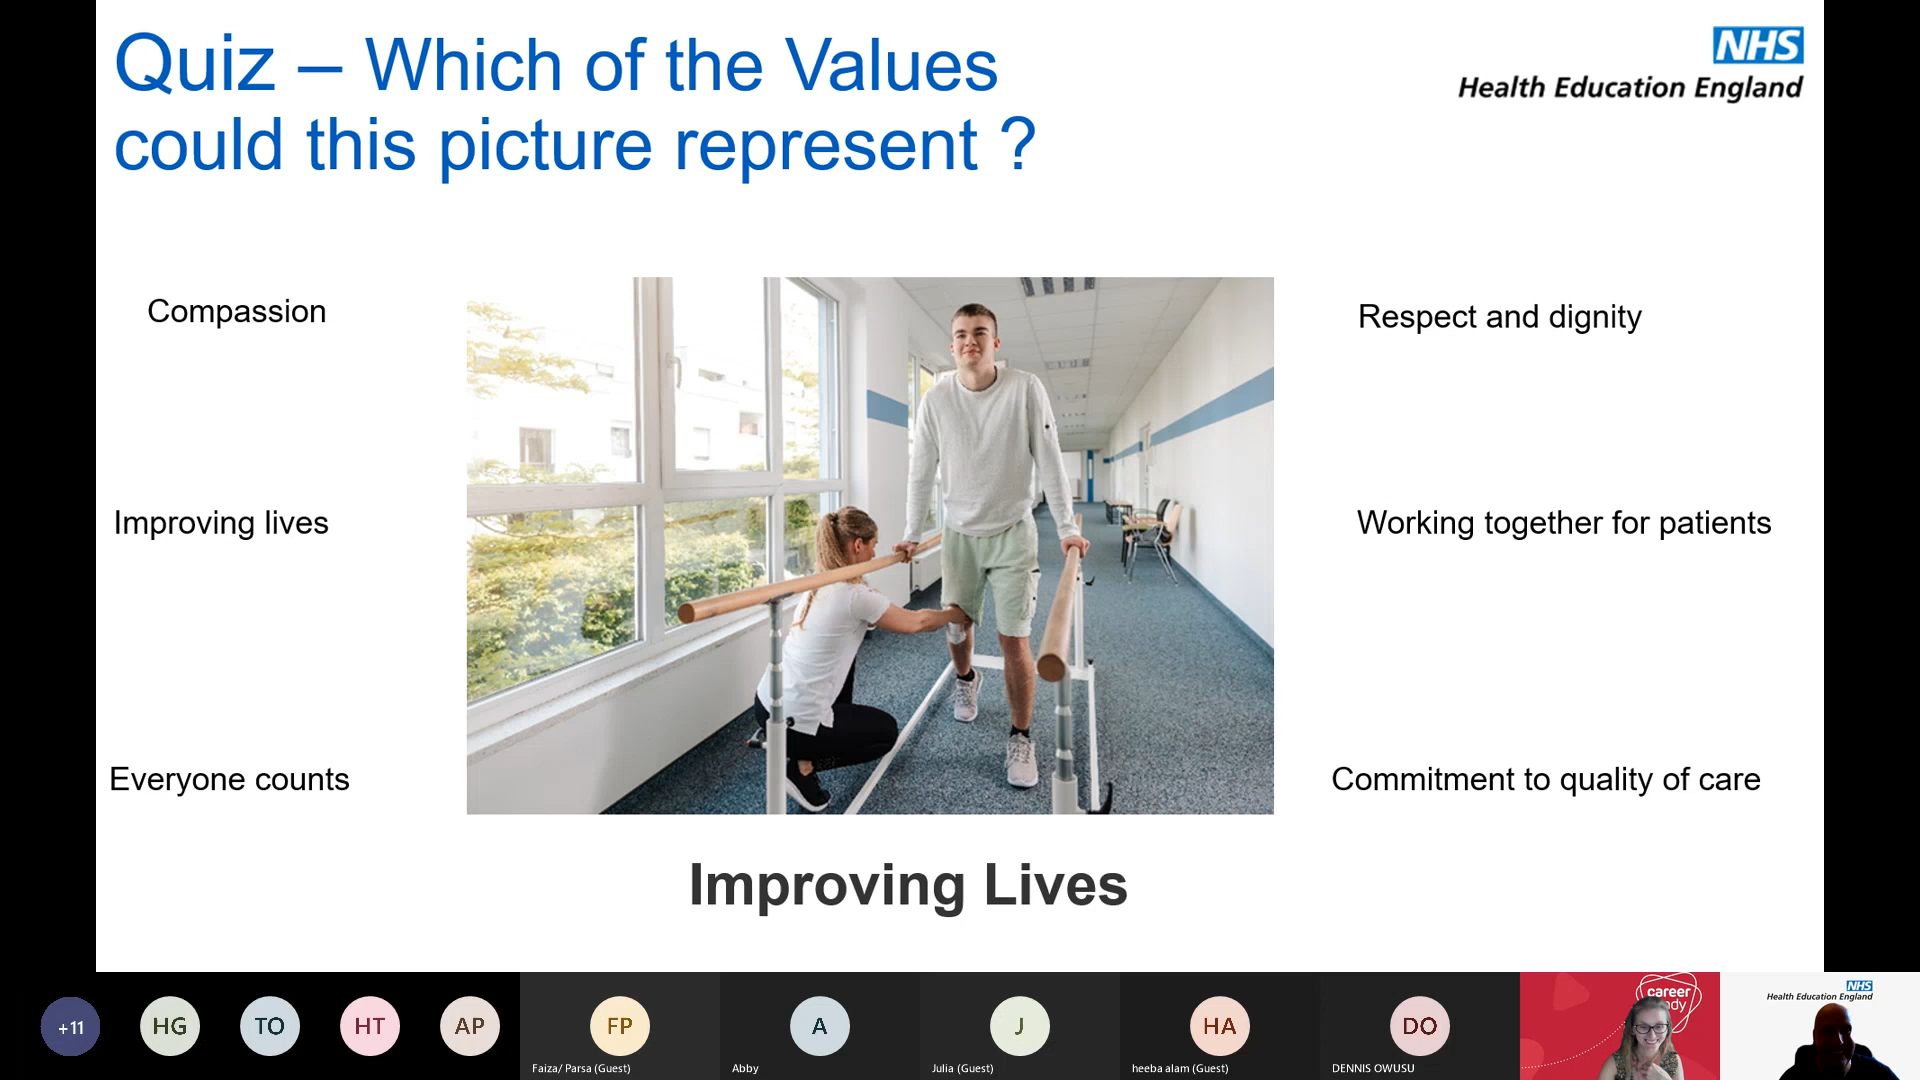 Quiz – Which of the Values
could this picture represent ?
NHS
Health Education England
Compassion
Respect and dignity
Improving lives
Working together for patients
Everyone counts
Commitment to quality of care
Improving Lives
+11
HG
TO
HT
AP
FP
A
J
HA
DO
Faiza/ Parsa (Guest)
Abby
Julia (Guest)
heeba alam (Guest)
DENNIS OWUSU
career
NHS
Health Education England